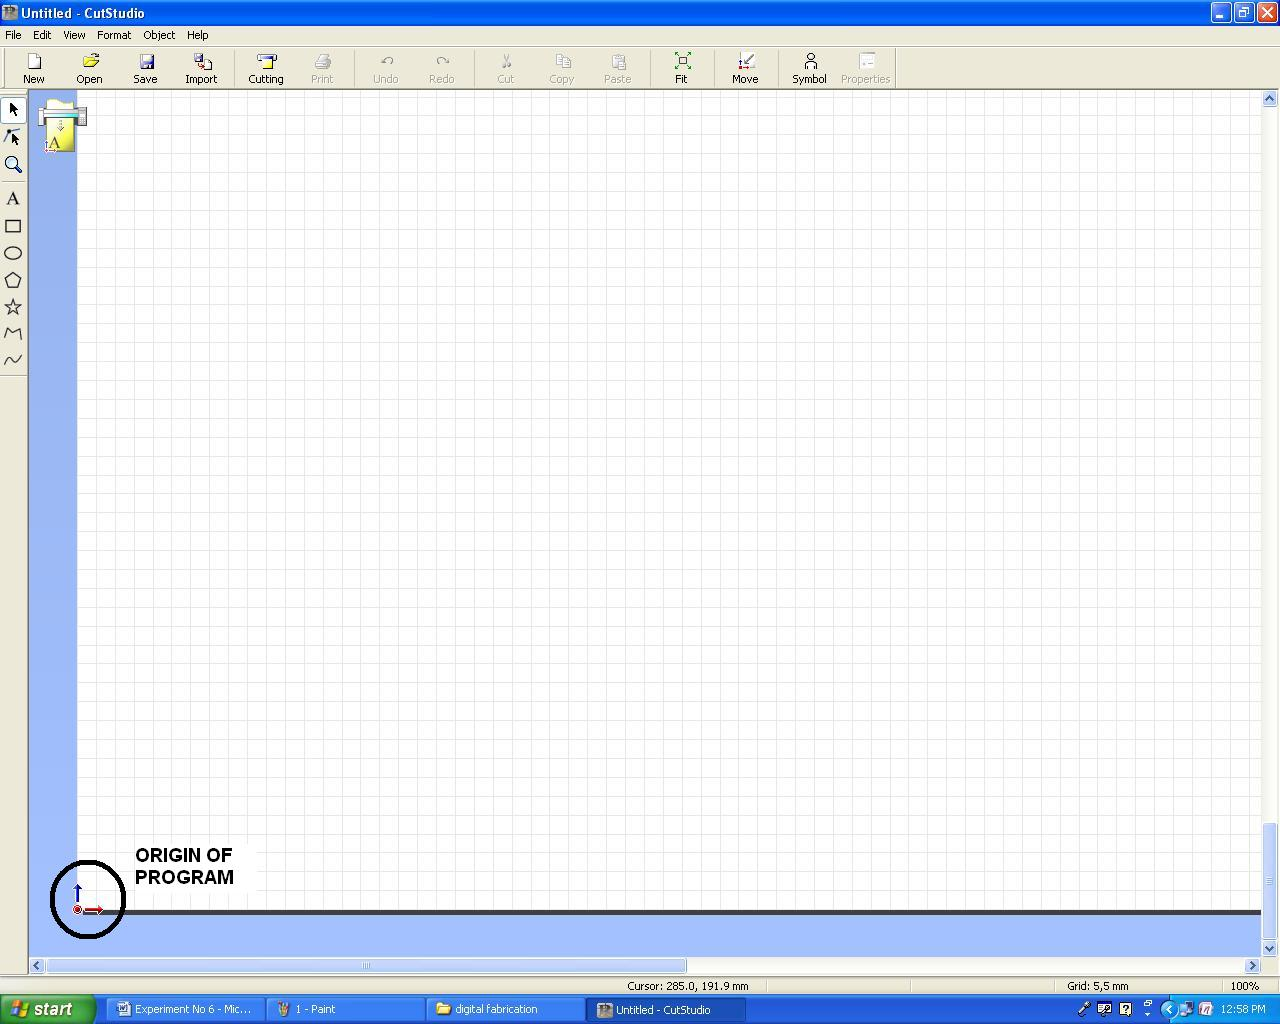 Untitled - CutStudio
File Edit View Format Object Help
New Open Save Import Cutting Print Undo Redo Cut Copy Paste Fit Move Symbol Properties
A
A
ORIGIN OF
PROGRAM
Cursor: 285.0, 191.9 mm Grid: 5,5 mm 100%
start Experiment No 6 - Mic... 1 - Paint digital fabrication Untitled - CutStudio 12:58 PM